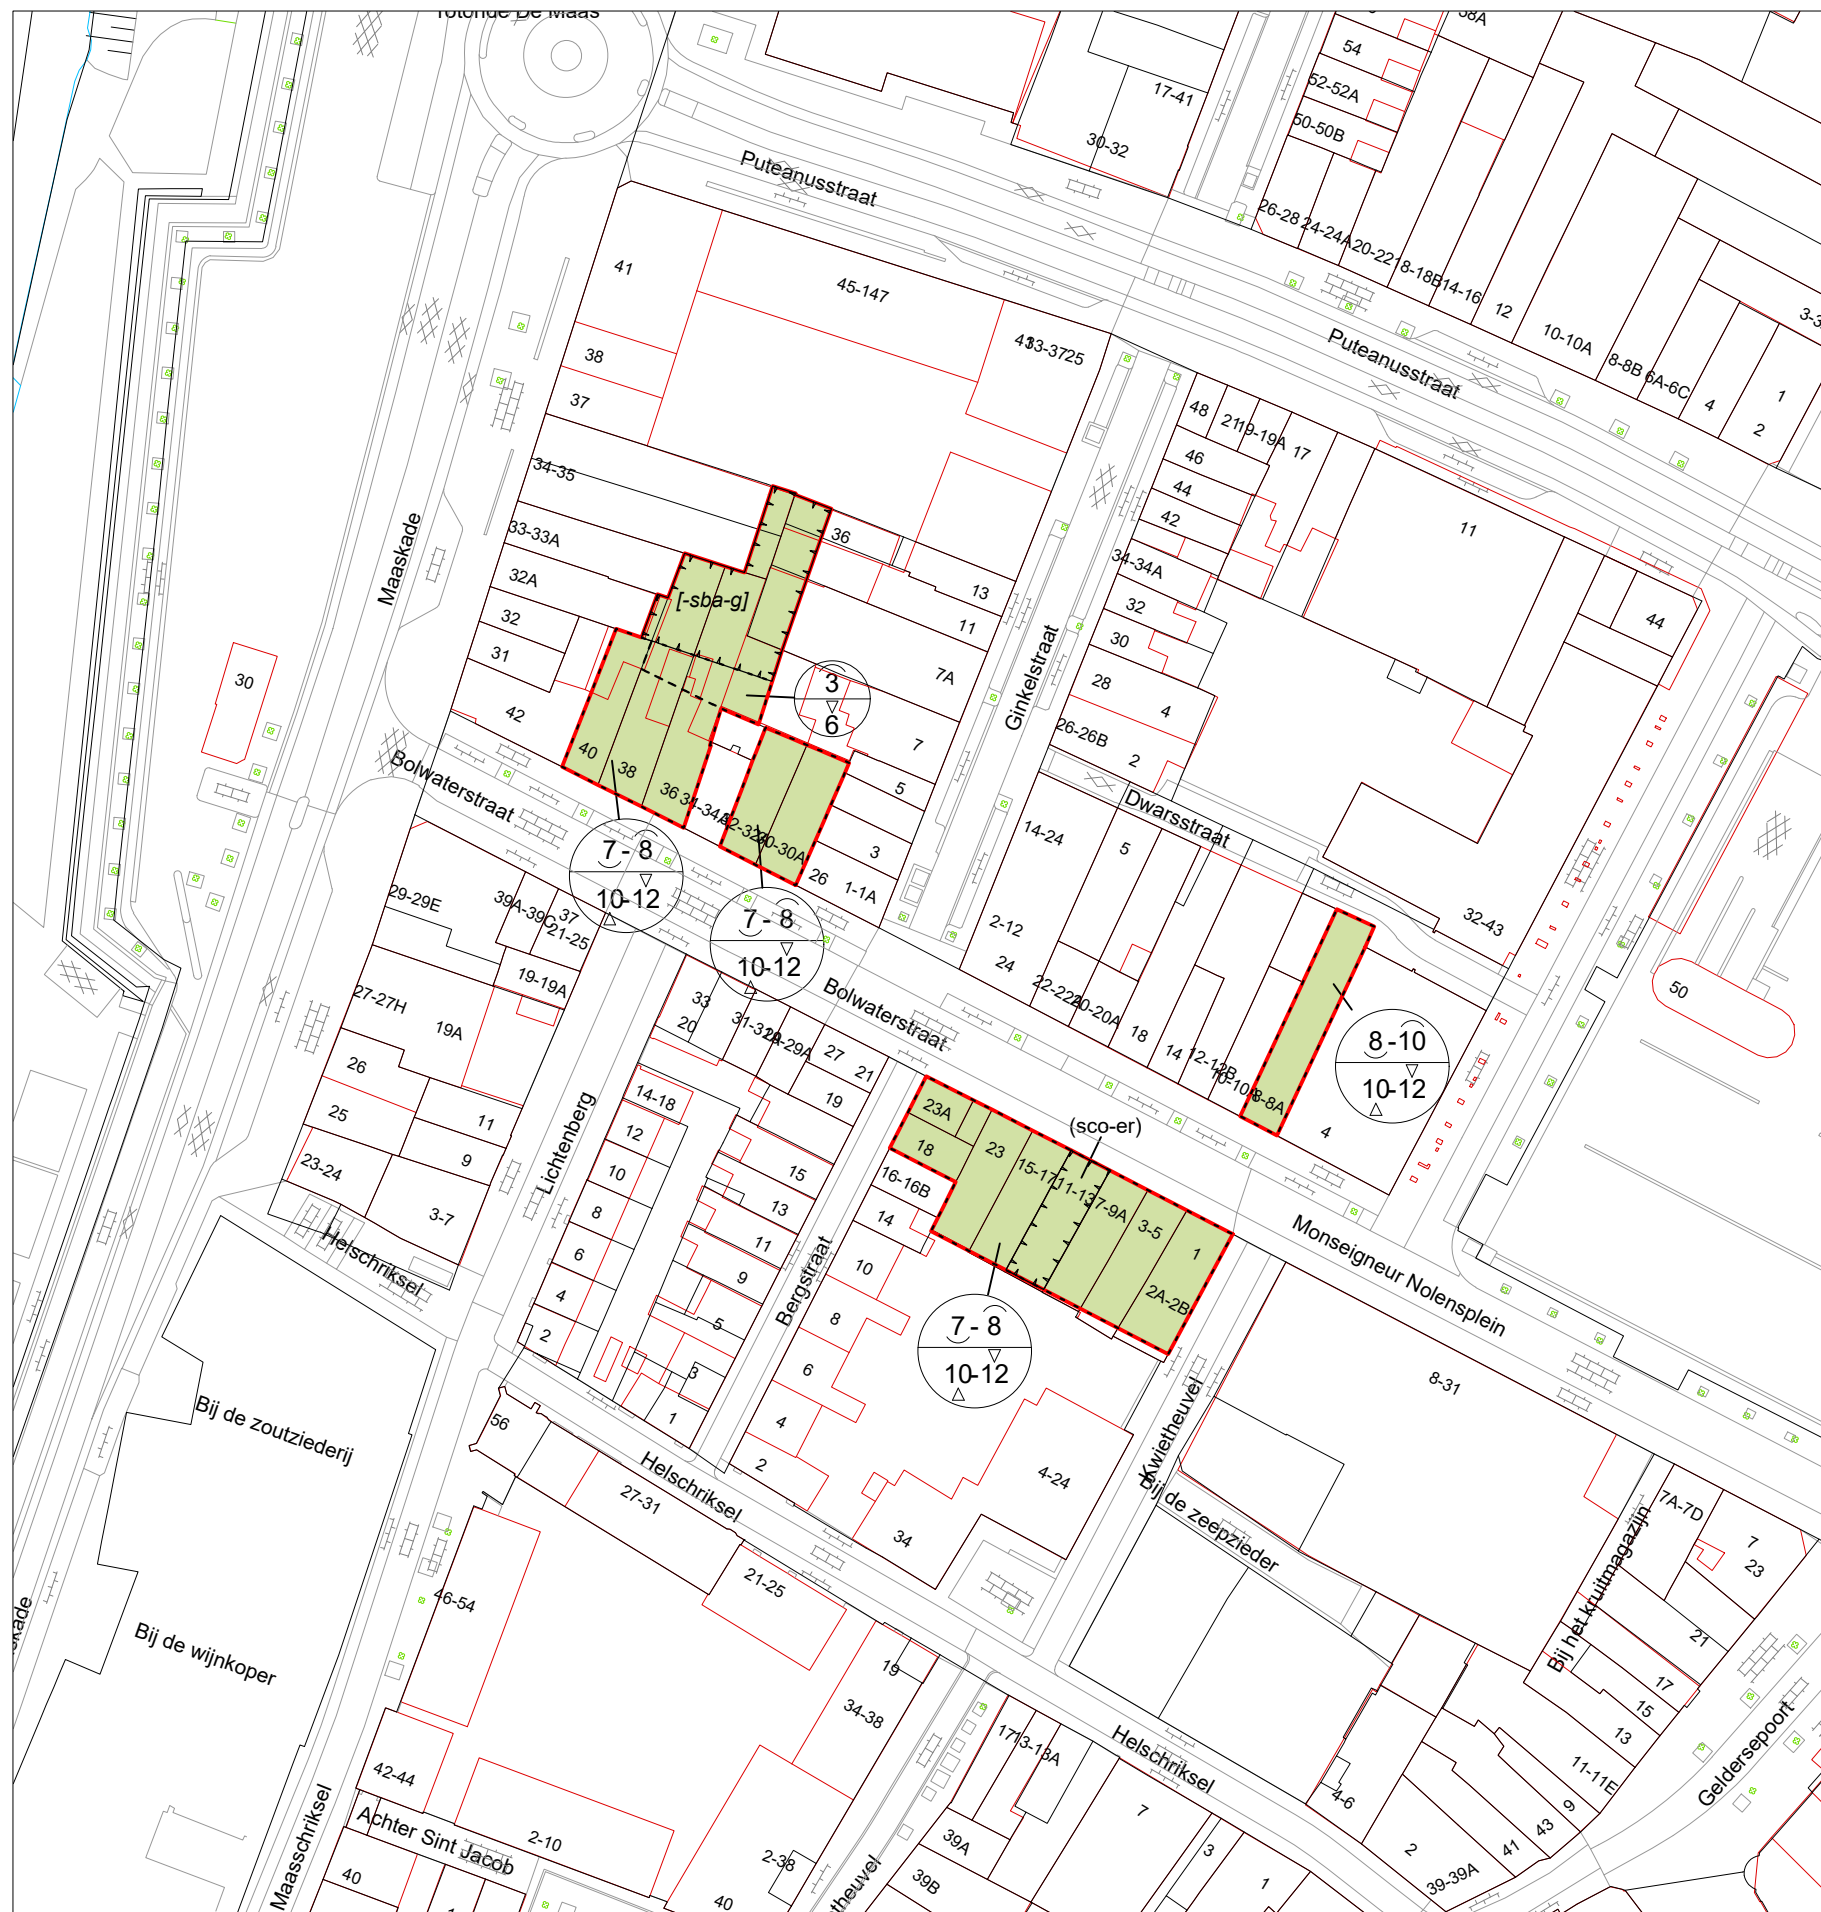 rotonde De Maas
38A
54
52-52A
50-50B
17-41
30-32
Puteanusstraat
26-28
24-24A
20-22
18-18B
14-16
12
10-10A
8-8B
6A-6C
4
2
1
Puteanusstraat
41
45-147
38
37
33-37
25
34-35
33-33A
32A
32
31
42
30
Maaskade
36
[-sba-g]
13
11
7A
7
5
3
1-1A
26
3
6
40
38
36
34-34A
30-30A
Bolwaterstraat
7 - 8
10-12
7 - 8
10-12
Ginkelstraat
48
21
19-19A
17
46
44
42
34-34A
32
30
28
4
26-26B
2
11
44
Dwarsstraat
14-24
5
2-12
24
20-20A
18
14
12-12B
8-8A
4
32-43
50
8 -10
10-12
29-29E
39A-39C
37
21-25
19-19A
27-27H
19A
26
25
11
9
23-24
3-7
Helschriksel
Lichtenberg
33
20
29-29A
27
21
19
14-18
12
10
8
6
4
2
15
13
11
9
5
3
1
Bergstraat
Bolwaterstraat
23A
18
23
15-17
11-13
7-9A
3-5
1
2A-2B
(sco-er)
16-16B
14
10
8
6
4
2
7 - 8
10-12
Monseigneur Nolensplein
8-31
Kwietheuvel
Bij de zeepzieder
4-24
34
Helschriksel
56
27-31
21-25
46-54
Bij de zoutziederij
Bij de wijnkoper
19
34-38
42-44
Achter Sint Jacob
2-10
40
2-38
40
Maasschriksel
17
13-13A
39A
39B
7
3
1
Helschriksel
4-6
2
39-39A
41
43
9
11-11E
13
15
17
21
23
7
7A-7D
Bij het kruitmagazijn
Geldersepoort